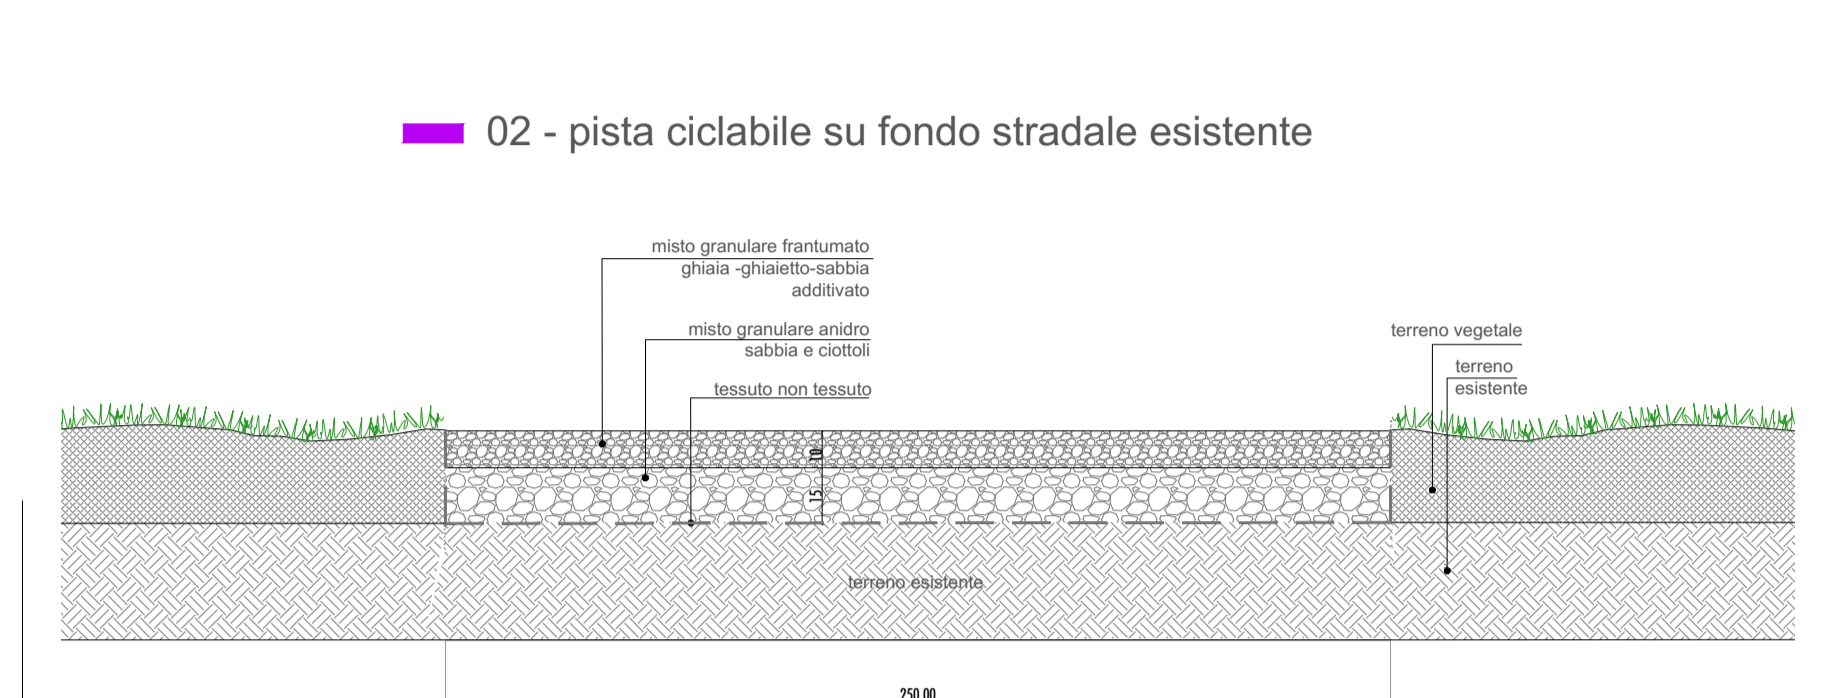 02 - pista ciclabile su fondo stradale esistente
misto granulare frantumato
ghiaia -ghiaietto-sabbia
additivato
misto granulare anidro
sabbia e ciottoli
tessuto non tessuto
terreno vegetale
terreno
esistente
10
15
terreno esistente
250.00